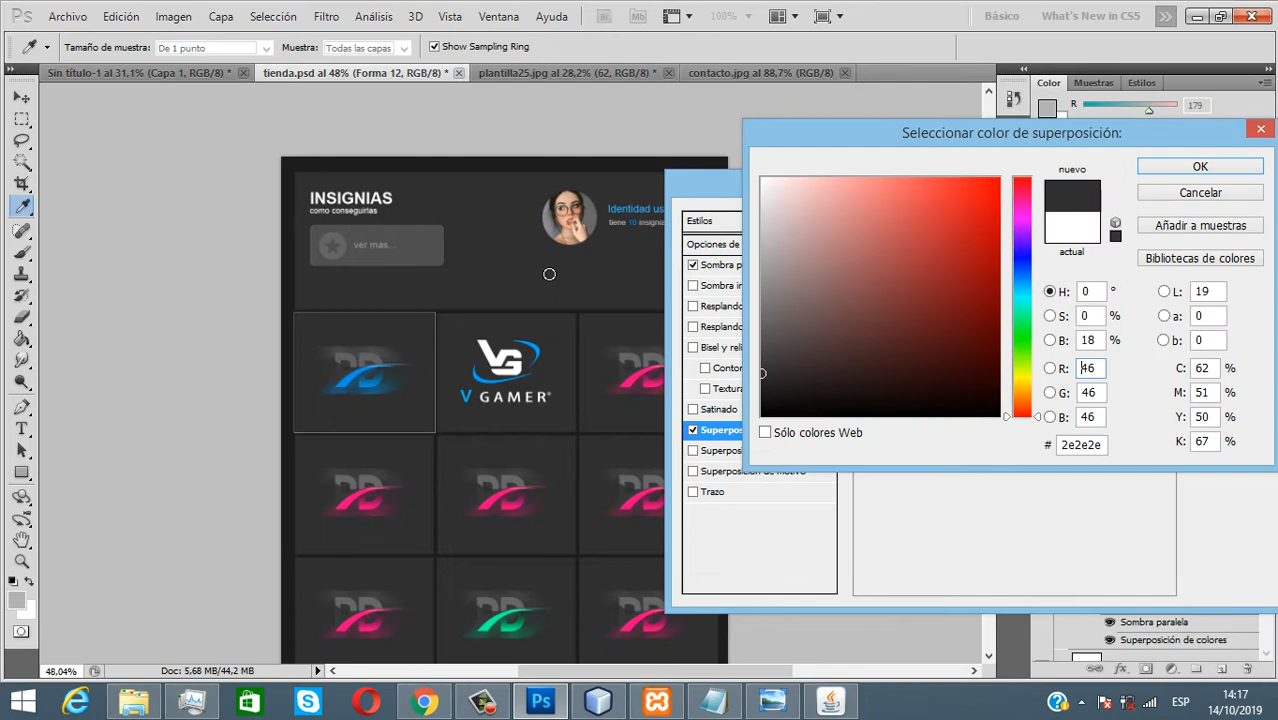 Archivo Edición Imagen Capa Selección Filtro Análisis 3D Vista Ventana Ayuda Br Mb 100% Básico What's New in CS5
Tamaño de muestra: De 1 punto Muestra: Todas las capas Show Sampling Ring
Sin título-1 al 31,1% (Capa 1, RGB/8) * tienda.psd al 48% (Forma 12, RGB/8) * plantilla25.jpg al 28,2% (62, RGB/8) * contacto.jpg al 88,7% (RGB/8)
Color Muestras Estilos
R 179
Seleccionar color de superposición:
nuevo
actual
OK
Cancelar
Añadir a muestras
Bibliotecas de colores
H: 0 ° L: 19
S: 0 % a: 0
B: 18 % b: 0
R: 46 C: 62 %
G: 46 M: 51 %
B: 46 Y: 50 %
# 2e2e2e K: 67 %
Sólo colores Web
Estilos
Opciones de
Sombra p
Sombra in
Resplando
Resplando
Bisel y reli
Conto
Textura
Satinado
Superpos
Superpos
Superposición de motivo
Trazo
INSIGNIAS
como conseguirlas
ver mas...
Identidad us
tiene 10 insignia
VG
V GAMER
Sombra paralela
Superposición de colores
48,04% Doc: 5,68 MB/44,2 MB
fx
Ps
ESP
14:17
14/10/2019